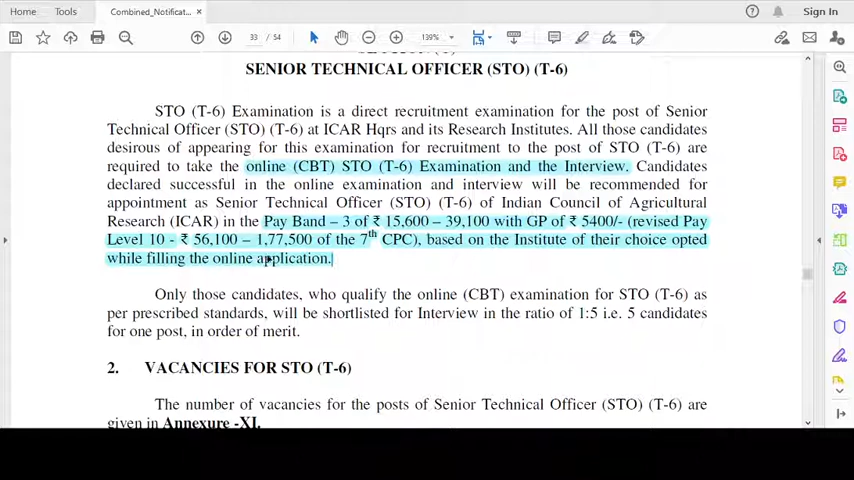 Home Tools Combined_Notificat... × Sign In
33 / 54 139%
SENIOR TECHNICAL OFFICER (STO) (T-6)
STO (T-6) Examination is a direct recruitment examination for the post of Senior
Technical Officer (STO) (T-6) at ICAR Hqrs and its Research Institutes. All those candidates
desirous of appearing for this examination for recruitment to the post of STO (T-6) are
required to take the online (CBT) STO (T-6) Examination and the Interview. Candidates
declared successful in the online examination and interview will be recommended for
appointment as Senior Technical Officer (STO) (T-6) of Indian Council of Agricultural
Research (ICAR) in the Pay Band – 3 of ₹ 15,600 – 39,100 with GP of ₹ 5400/- (revised Pay
Level 10 - ₹ 56,100 – 1,77,500 of the 7th CPC), based on the Institute of their choice opted
while filling the online application.
Only those candidates, who qualify the online (CBT) examination for STO (T-6) as
per prescribed standards, will be shortlisted for Interview in the ratio of 1:5 i.e. 5 candidates
for one post, in order of merit.
2. VACANCIES FOR STO (T-6)
The number of vacancies for the posts of Senior Technical Officer (STO) (T-6) are
given in Annexure -XI.